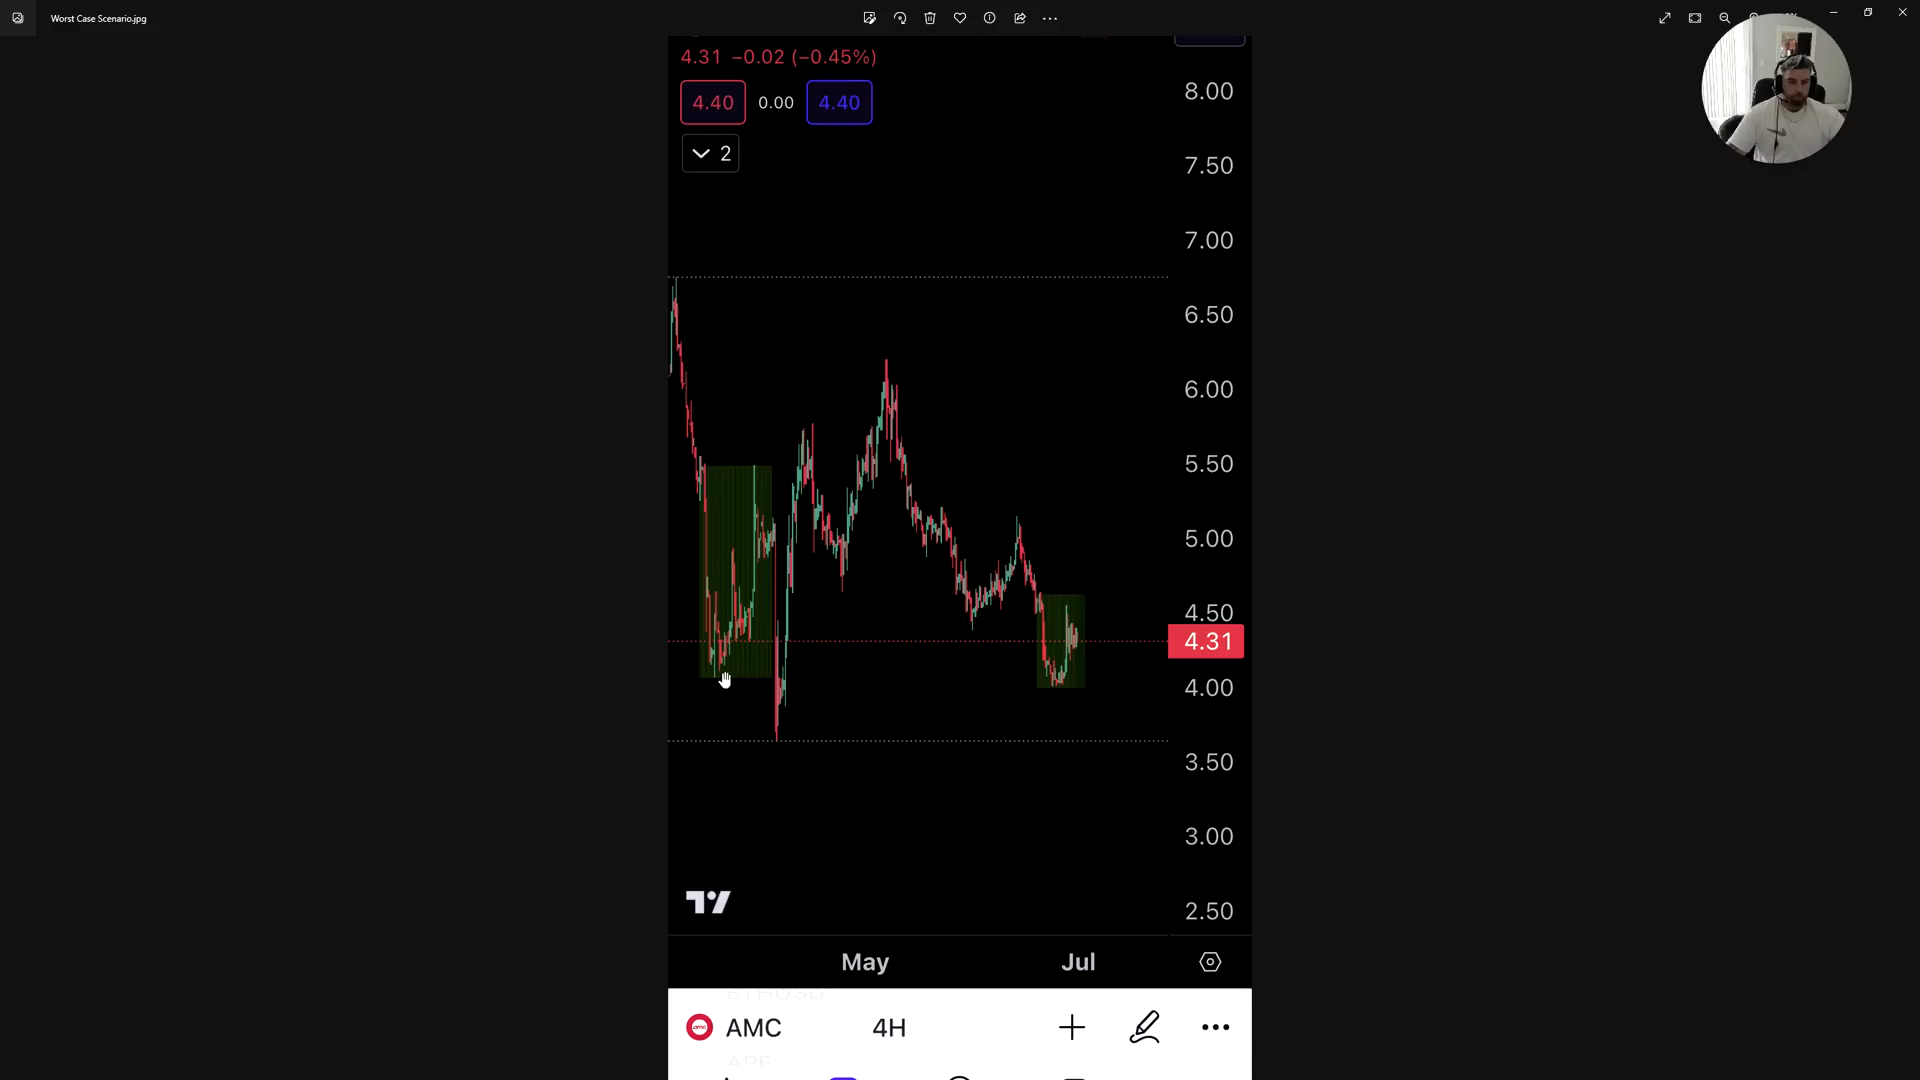 Worst Case Scenario.jpg
4.31 −0.02 (−0.45%)
4.40 0.00 4.40
2
8.00
7.50
7.00
6.50
6.00
5.50
5.00
4.50
4.31
4.00
3.50
3.00
2.50
May Jul
ETHUSD
AMC 4H
APE